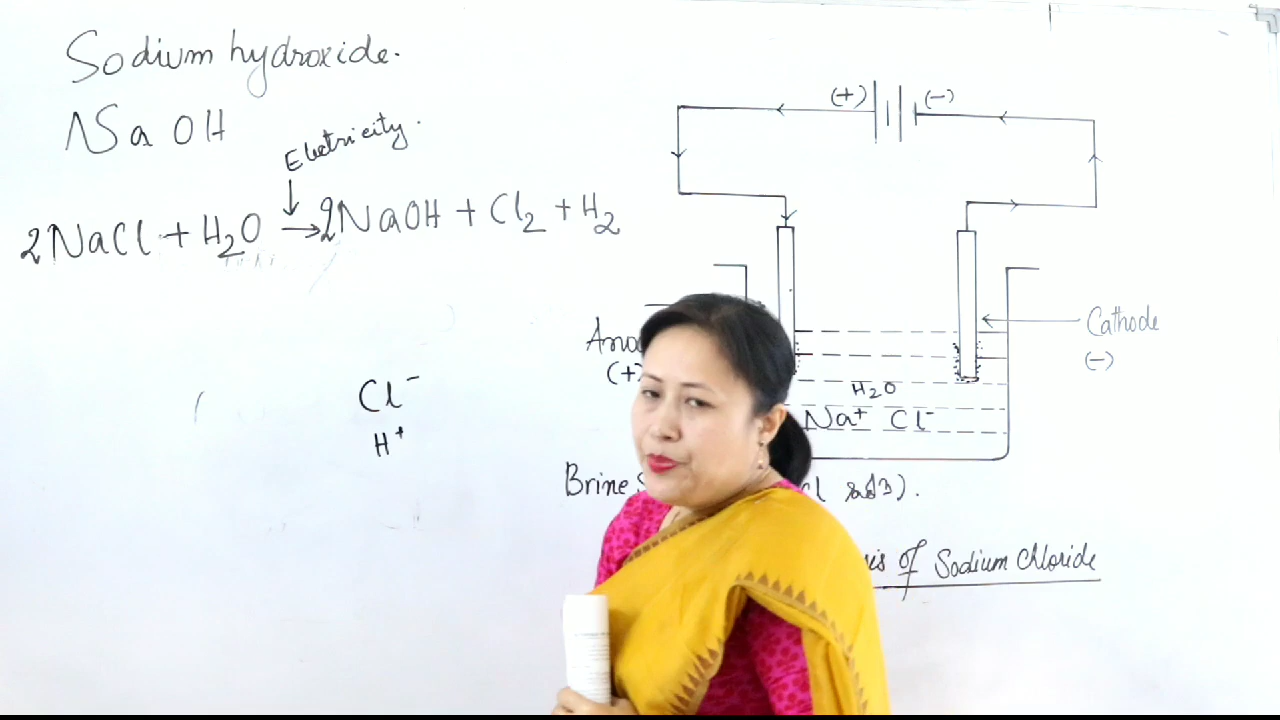 Sodium hydroxide.
NaOH
Electricity.
2NaCl + H2O → 2NaOH + Cl2 + H2
Cl⁻
H⁺
(+) (-)
Cathode
(-)
(+)
H2O
Na⁺ Cl⁻
Brine
of Sodium Chloride